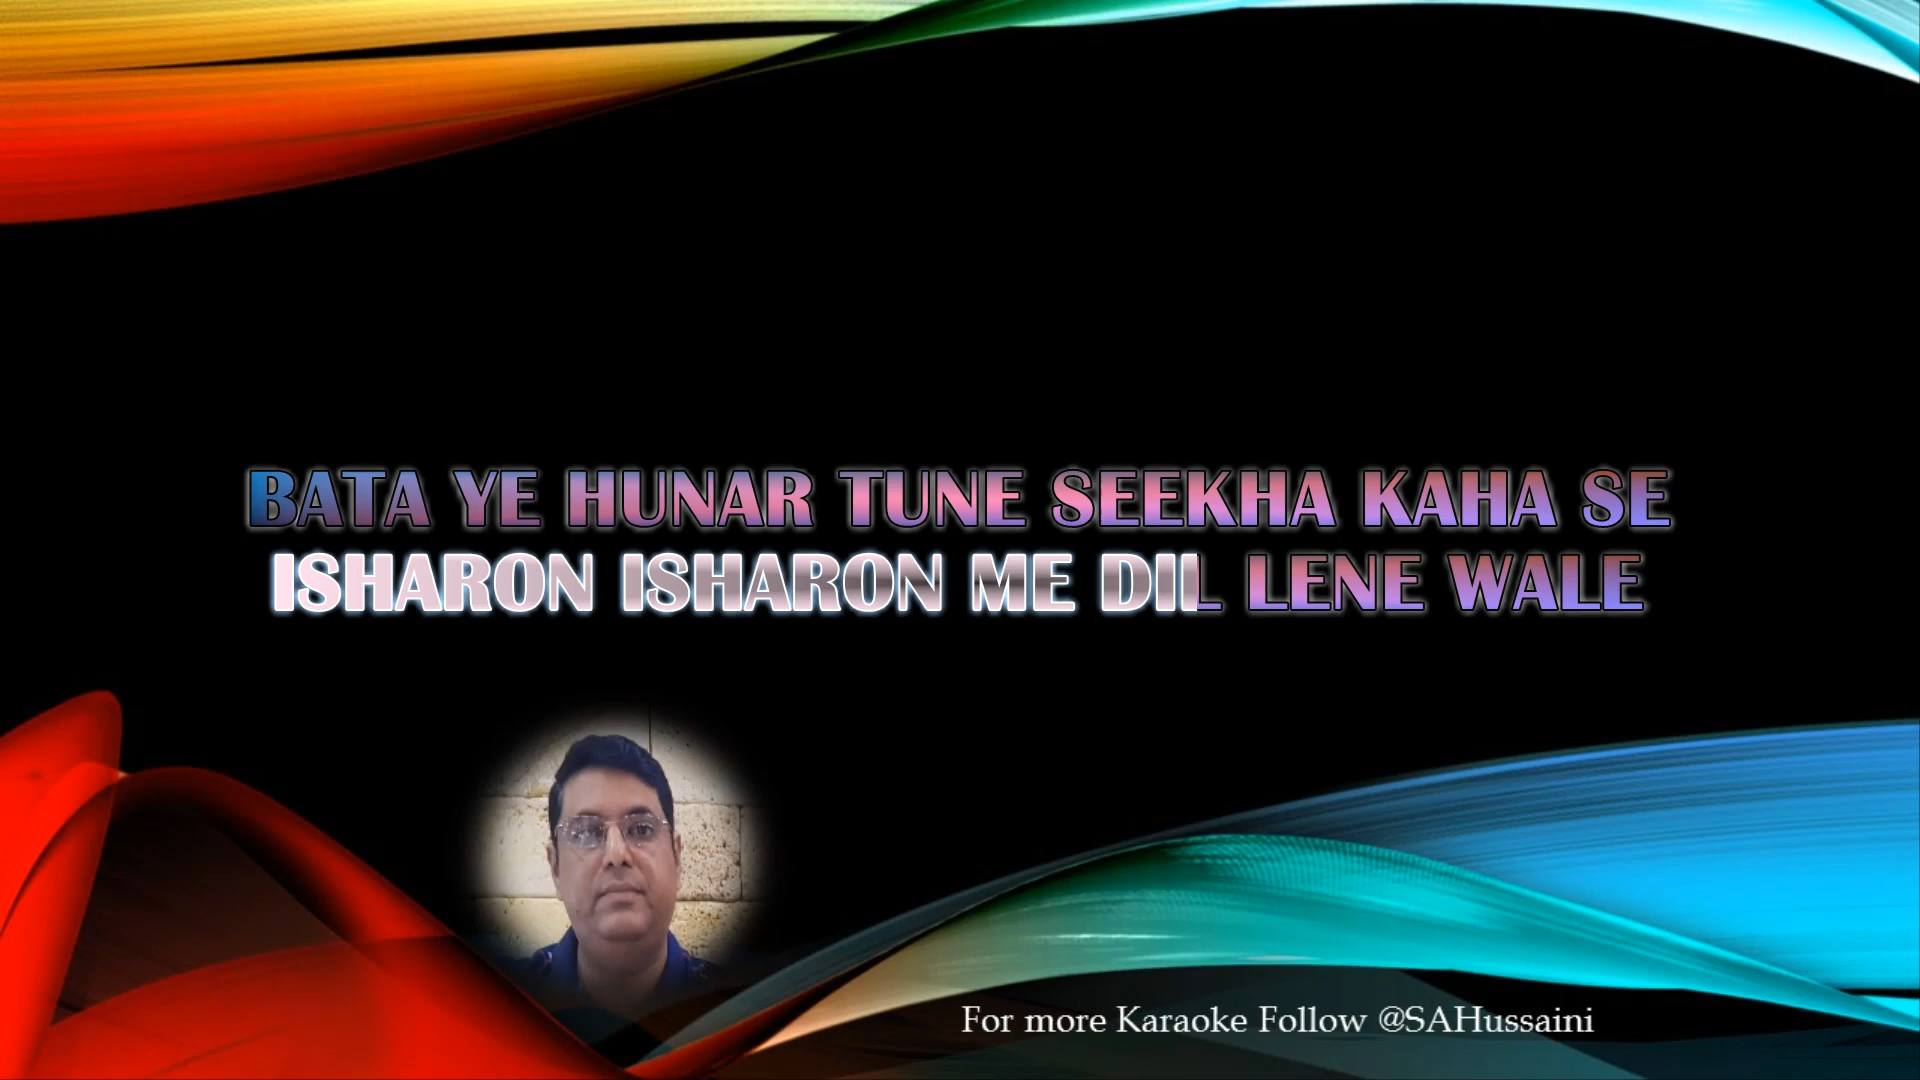 BATA YE HUNAR TUNE SEEKHA KAHA SE
ISHARON ISHARON ME DIL LENE WALE
For more Karaoke Follow @SAHussaini